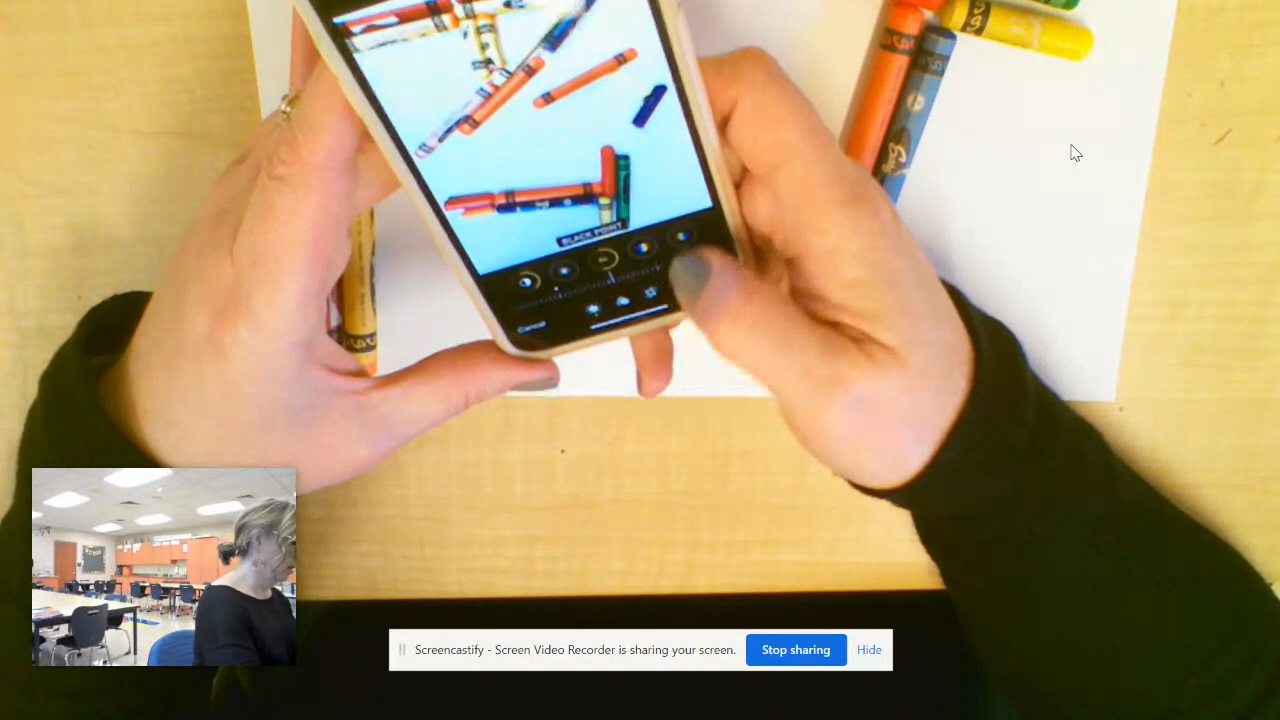 BLACK POINT
Cancel
Screencastify - Screen Video Recorder is sharing your screen.
Stop sharing
Hide